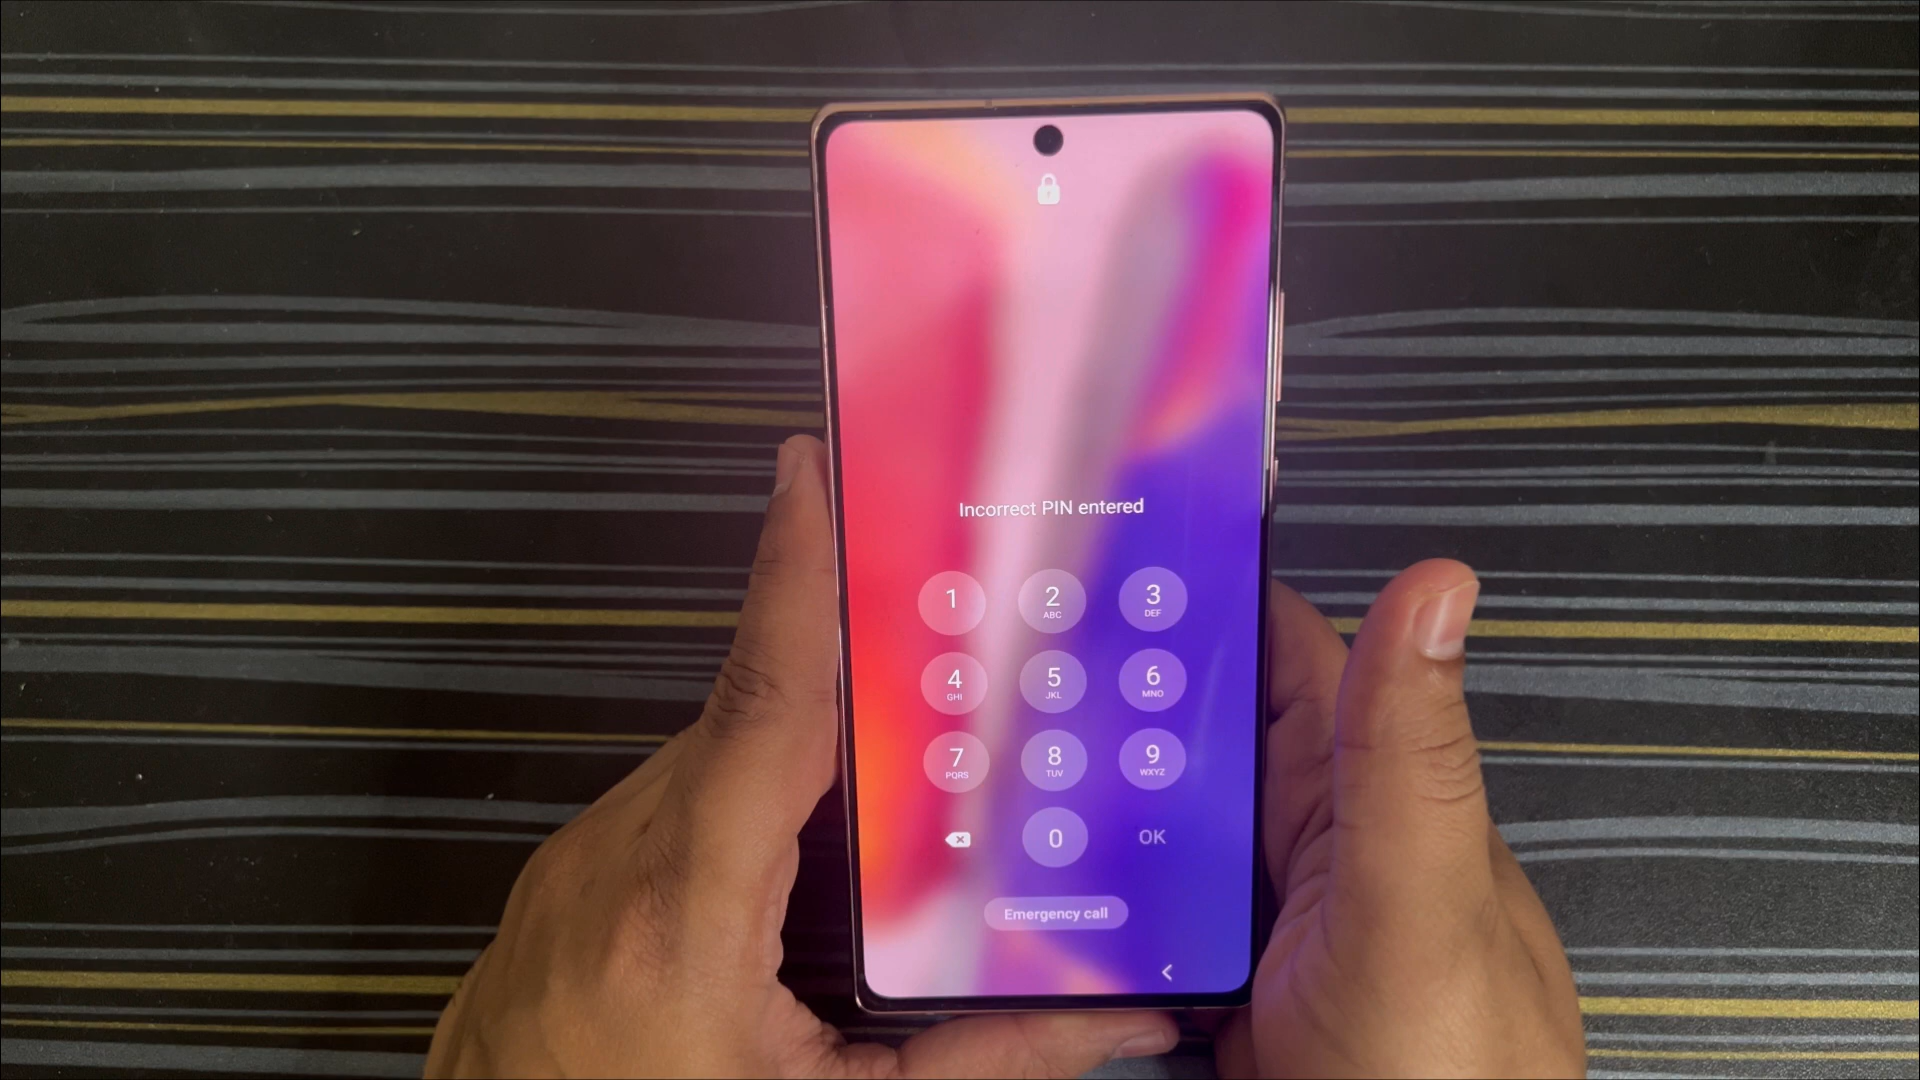 Incorrect PIN entered
1
2
ABC
3
DEF
4
GHI
5
JKL
6
MNO
7
PQRS
8
TUV
9
WXYZ
0
OK
Emergency call